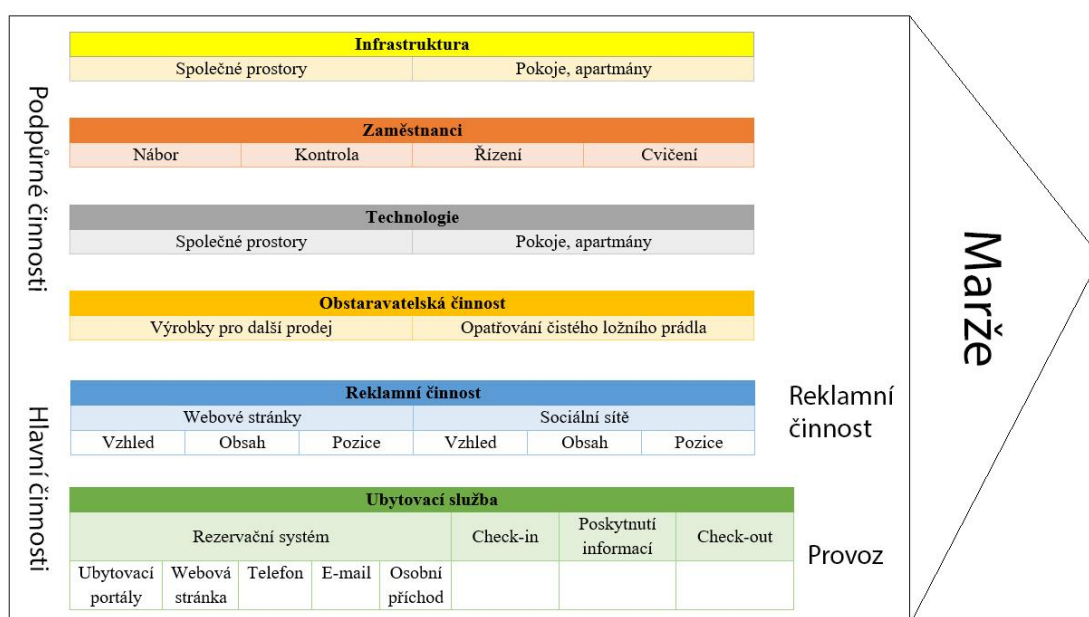 Podpůrné činnosti
Infrastruktura
Společné prostory Pokoje, apartmány
Zaměstnanci
Nábor Kontrola Řízení Cvičení
Technologie
Společné prostory Pokoje, apartmány
Obstaravatelská činnost
Výrobky pro další prodej Opatřování čistého ložního prádla
Hlavní činnosti
Reklamní činnost
Webové stránky Sociální sítě
Vzhled Obsah Pozice Vzhled Obsah Pozice
Reklamní
činnost
Ubytovací služba
Rezervační systém Check-in Poskytnutí
informací Check-out
Ubytovací
portály Webová
stránka Telefon E-mail Osobní
příchod
Provoz
Marže